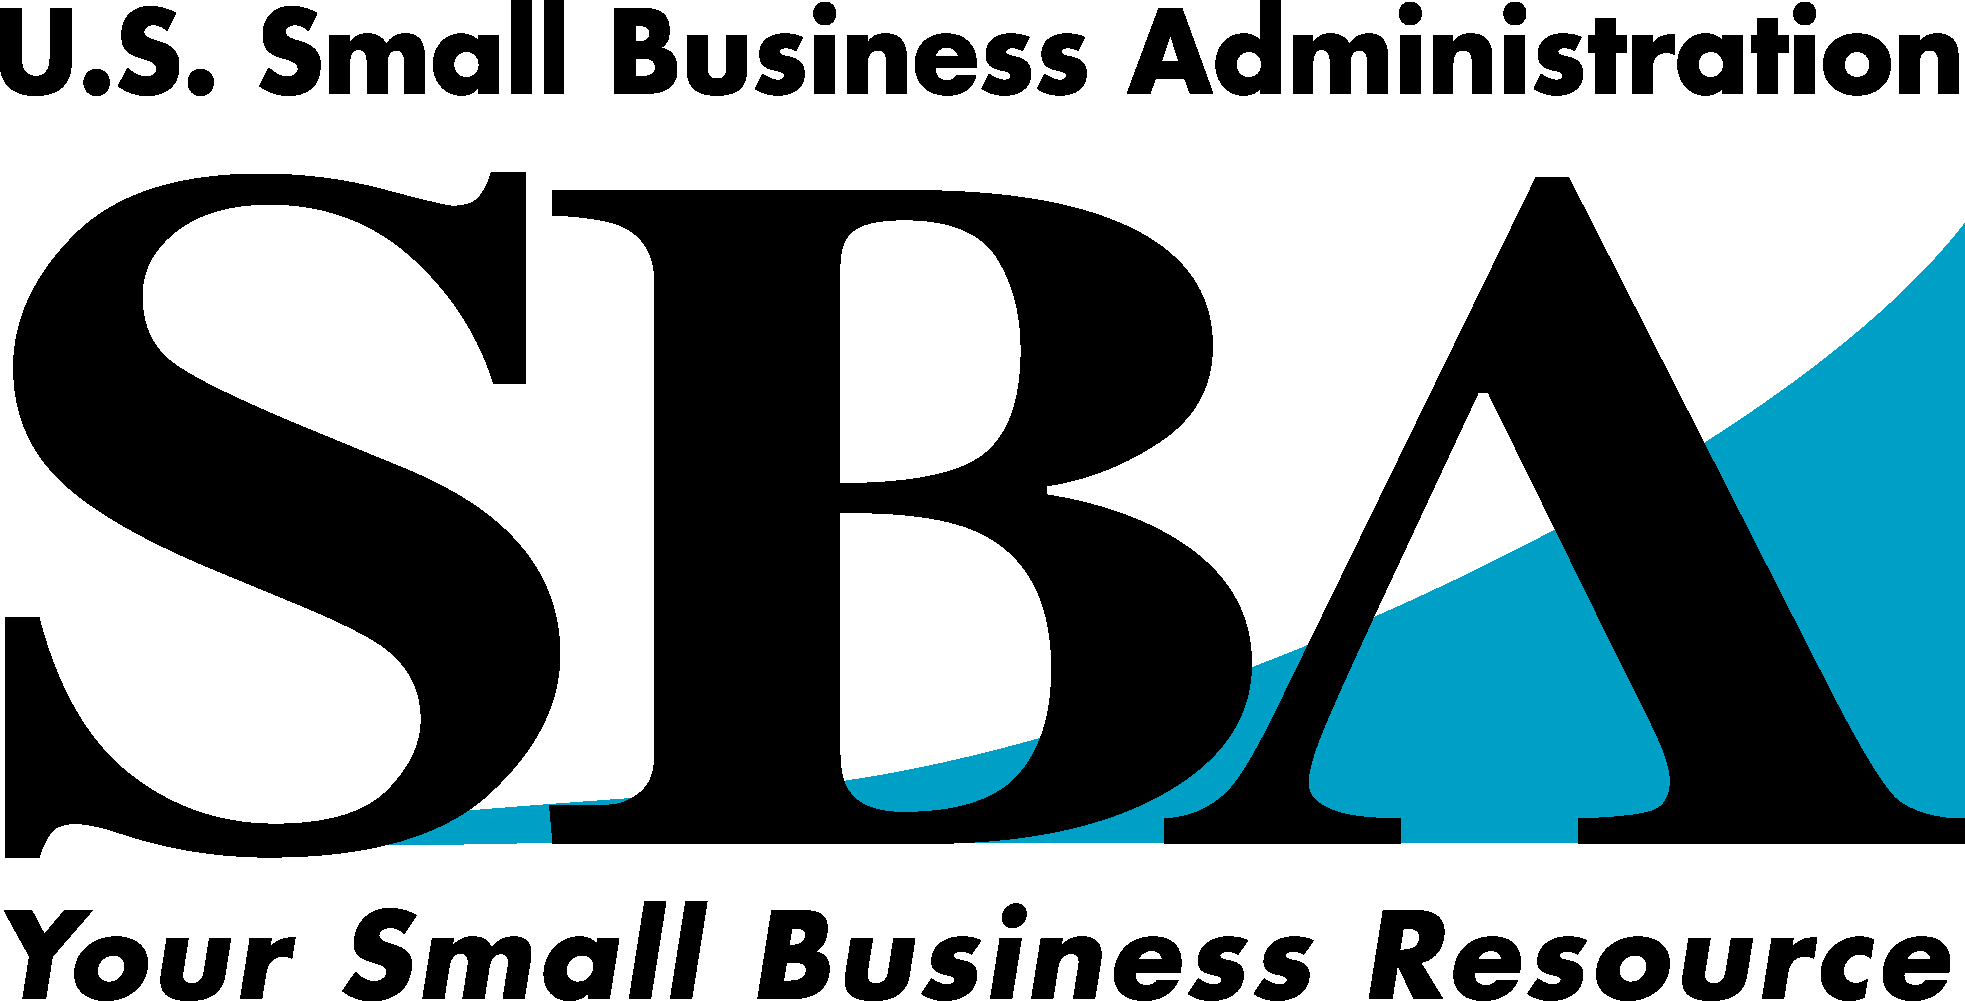 U.S. Small Business Administration
SBA
Your Small Business Resource